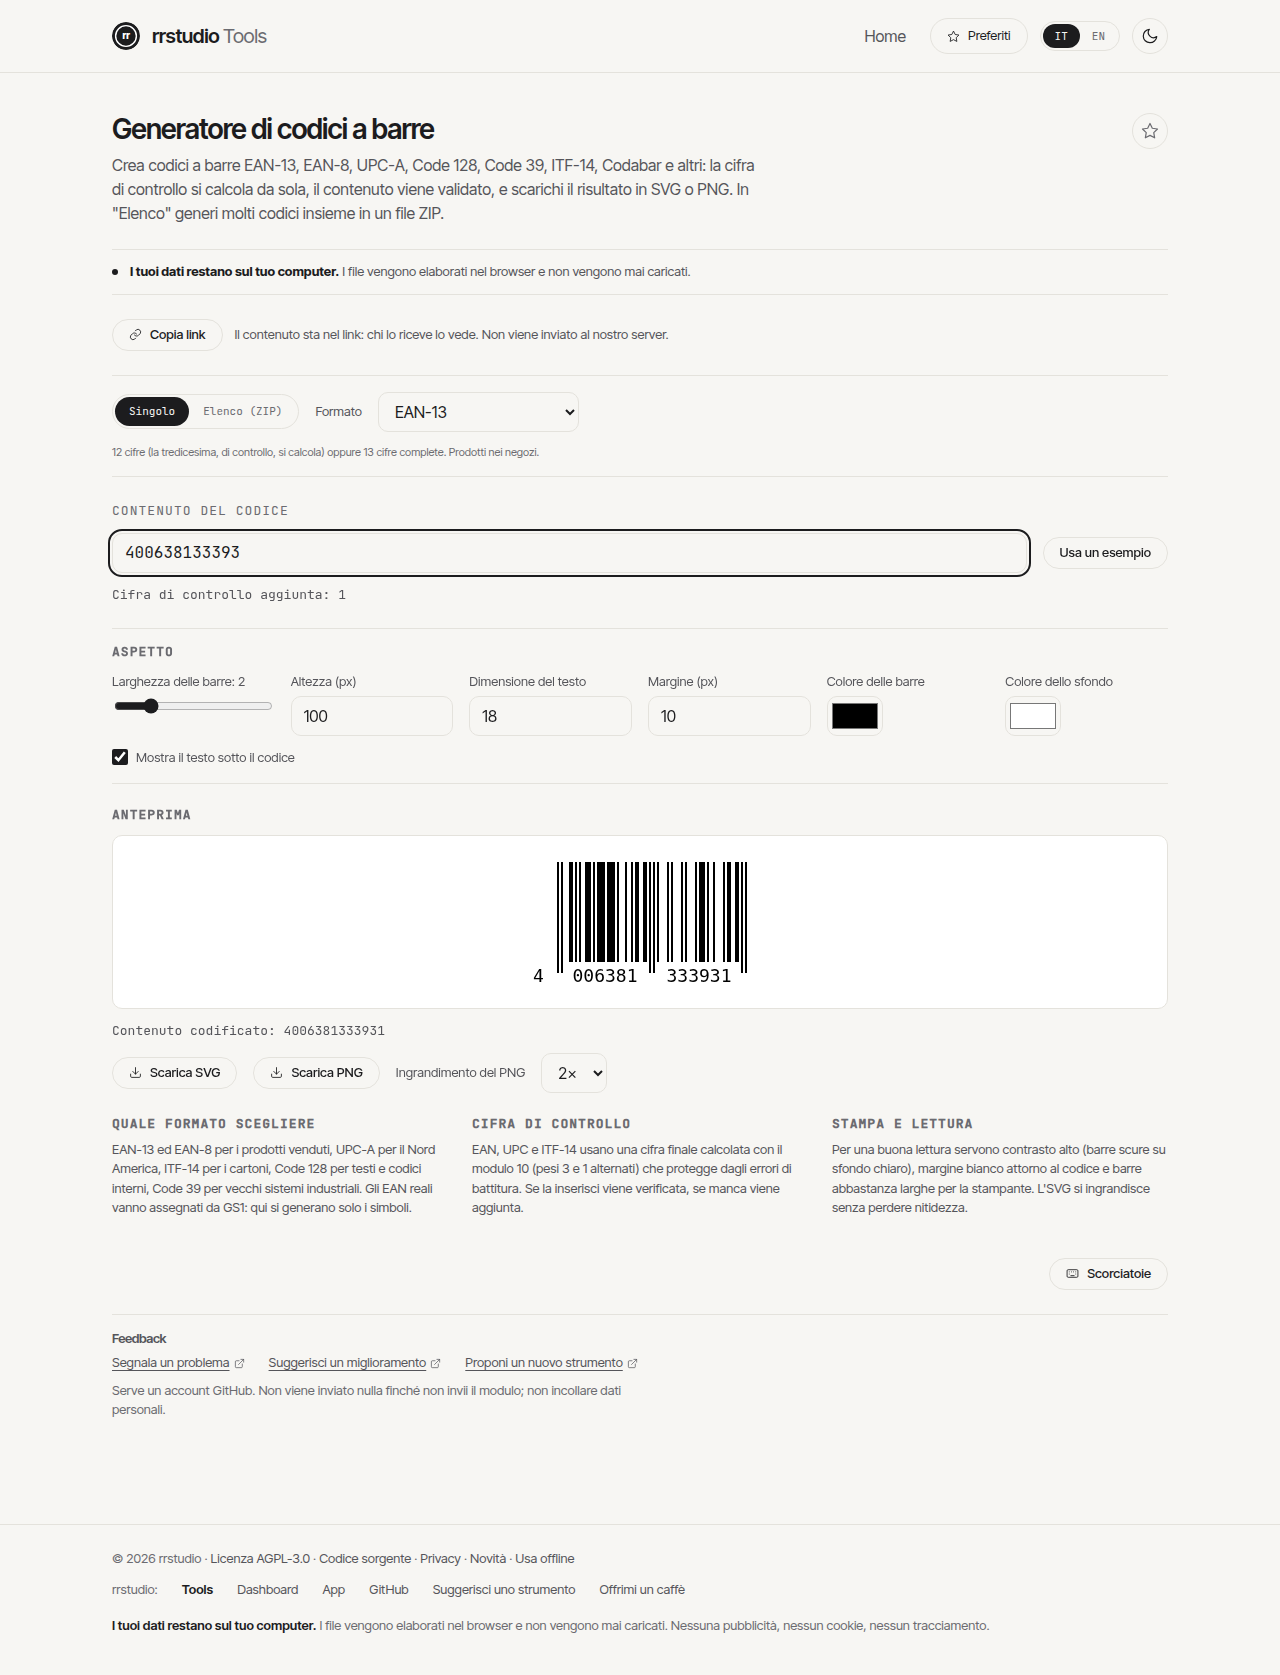 rr rrstudio Tools
Home
Preferiti
IT EN
Generatore di codici a barre
Crea codici a barre EAN-13, EAN-8, UPC-A, Code 128, Code 39, ITF-14, Codabar e altri: la cifra
di controllo si calcola da sola, il contenuto viene validato, e scarichi il risultato in SVG o PNG. In
"Elenco" generi molti codici insieme in un file ZIP.
I tuoi dati restano sul tuo computer. I file vengono elaborati nel browser e non vengono mai caricati.
Copia link
Il contenuto sta nel link: chi lo riceve lo vede. Non viene inviato al nostro server.
Singolo Elenco (ZIP) Formato EAN-13
12 cifre (la tredicesima, di controllo, si calcola) oppure 13 cifre complete. Prodotti nei negozi.
CONTENUTO DEL CODICE
400638133393
Usa un esempio
Cifra di controllo aggiunta: 1
ASPETTO
Larghezza delle barre: 2
Altezza (px)
Dimensione del testo
Margine (px)
Colore delle barre
Colore dello sfondo
100
18
10
Mostra il testo sotto il codice
ANTEPRIMA
4 006381 333931
Contenuto codificato: 4006381333931
Scarica SVG
Scarica PNG
Ingrandimento del PNG
2×
QUALE FORMATO SCEGLIERE
EAN-13 ed EAN-8 per i prodotti venduti, UPC-A per il Nord
America, ITF-14 per i cartoni, Code 128 per testi e codici
interni, Code 39 per vecchi sistemi industriali. Gli EAN reali
vanno assegnati da GS1: qui si generano solo i simboli.
CIFRA DI CONTROLLO
EAN, UPC e ITF-14 usano una cifra finale calcolata con il
modulo 10 (pesi 3 e 1 alternati) che protegge dagli errori di
battitura. Se la inserisci viene verificata, se manca viene
aggiunta.
STAMPA E LETTURA
Per una buona lettura servono contrasto alto (barre scure su
sfondo chiaro), margine bianco attorno al codice e barre
abbastanza larghe per la stampante. L'SVG si ingrandisce
senza perdere nitidezza.
Scorciatoie
Feedback
Segnala un problema
Suggerisci un miglioramento
Proponi un nuovo strumento
Serve un account GitHub. Non viene inviato nulla finché non invii il modulo; non incollare dati
personali.
© 2026 rrstudio · Licenza AGPL-3.0 · Codice sorgente · Privacy · Novità · Usa offline
rrstudio: Tools Dashboard App GitHub Suggerisci uno strumento Offrimi un caffè
I tuoi dati restano sul tuo computer. I file vengono elaborati nel browser e non vengono mai caricati. Nessuna pubblicità, nessun cookie, nessun tracciamento.